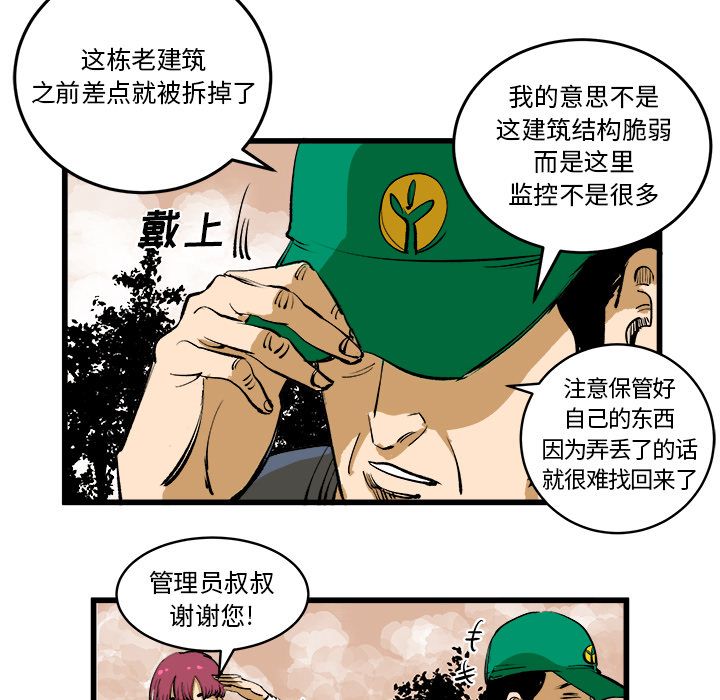 这栋老建筑
之前差点就被拆掉了
我的意思不是
这建筑结构脆弱
而是这里
监控不是很多
戴上
注意保管好
自己的东西
因为弄丢了的话
就很难找回来了
管理员叔叔
谢谢您!